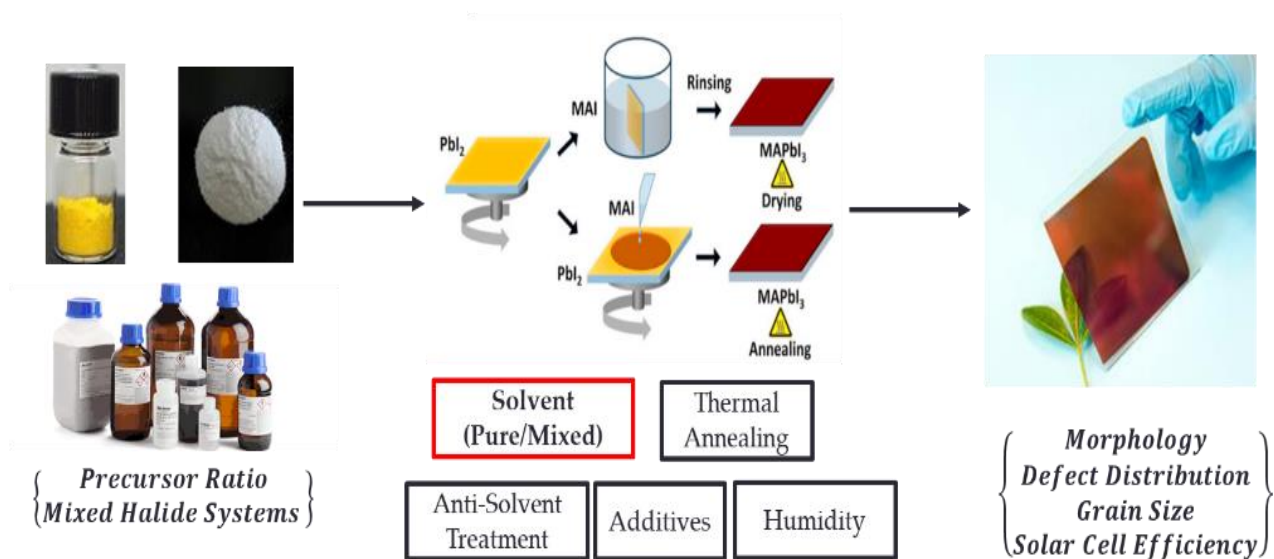 PbI₂
MAI
Rinsing
MAPbI₃
Drying
MAI
PbI₂
MAPbI₃
Annealing
Precursor Ratio
Mixed Halide Systems
Solvent
(Pure/Mixed)
Thermal
Annealing
Anti-Solvent
Treatment
Additives
Humidity
Morphology
Defect Distribution
Grain Size
Solar Cell Efficiency